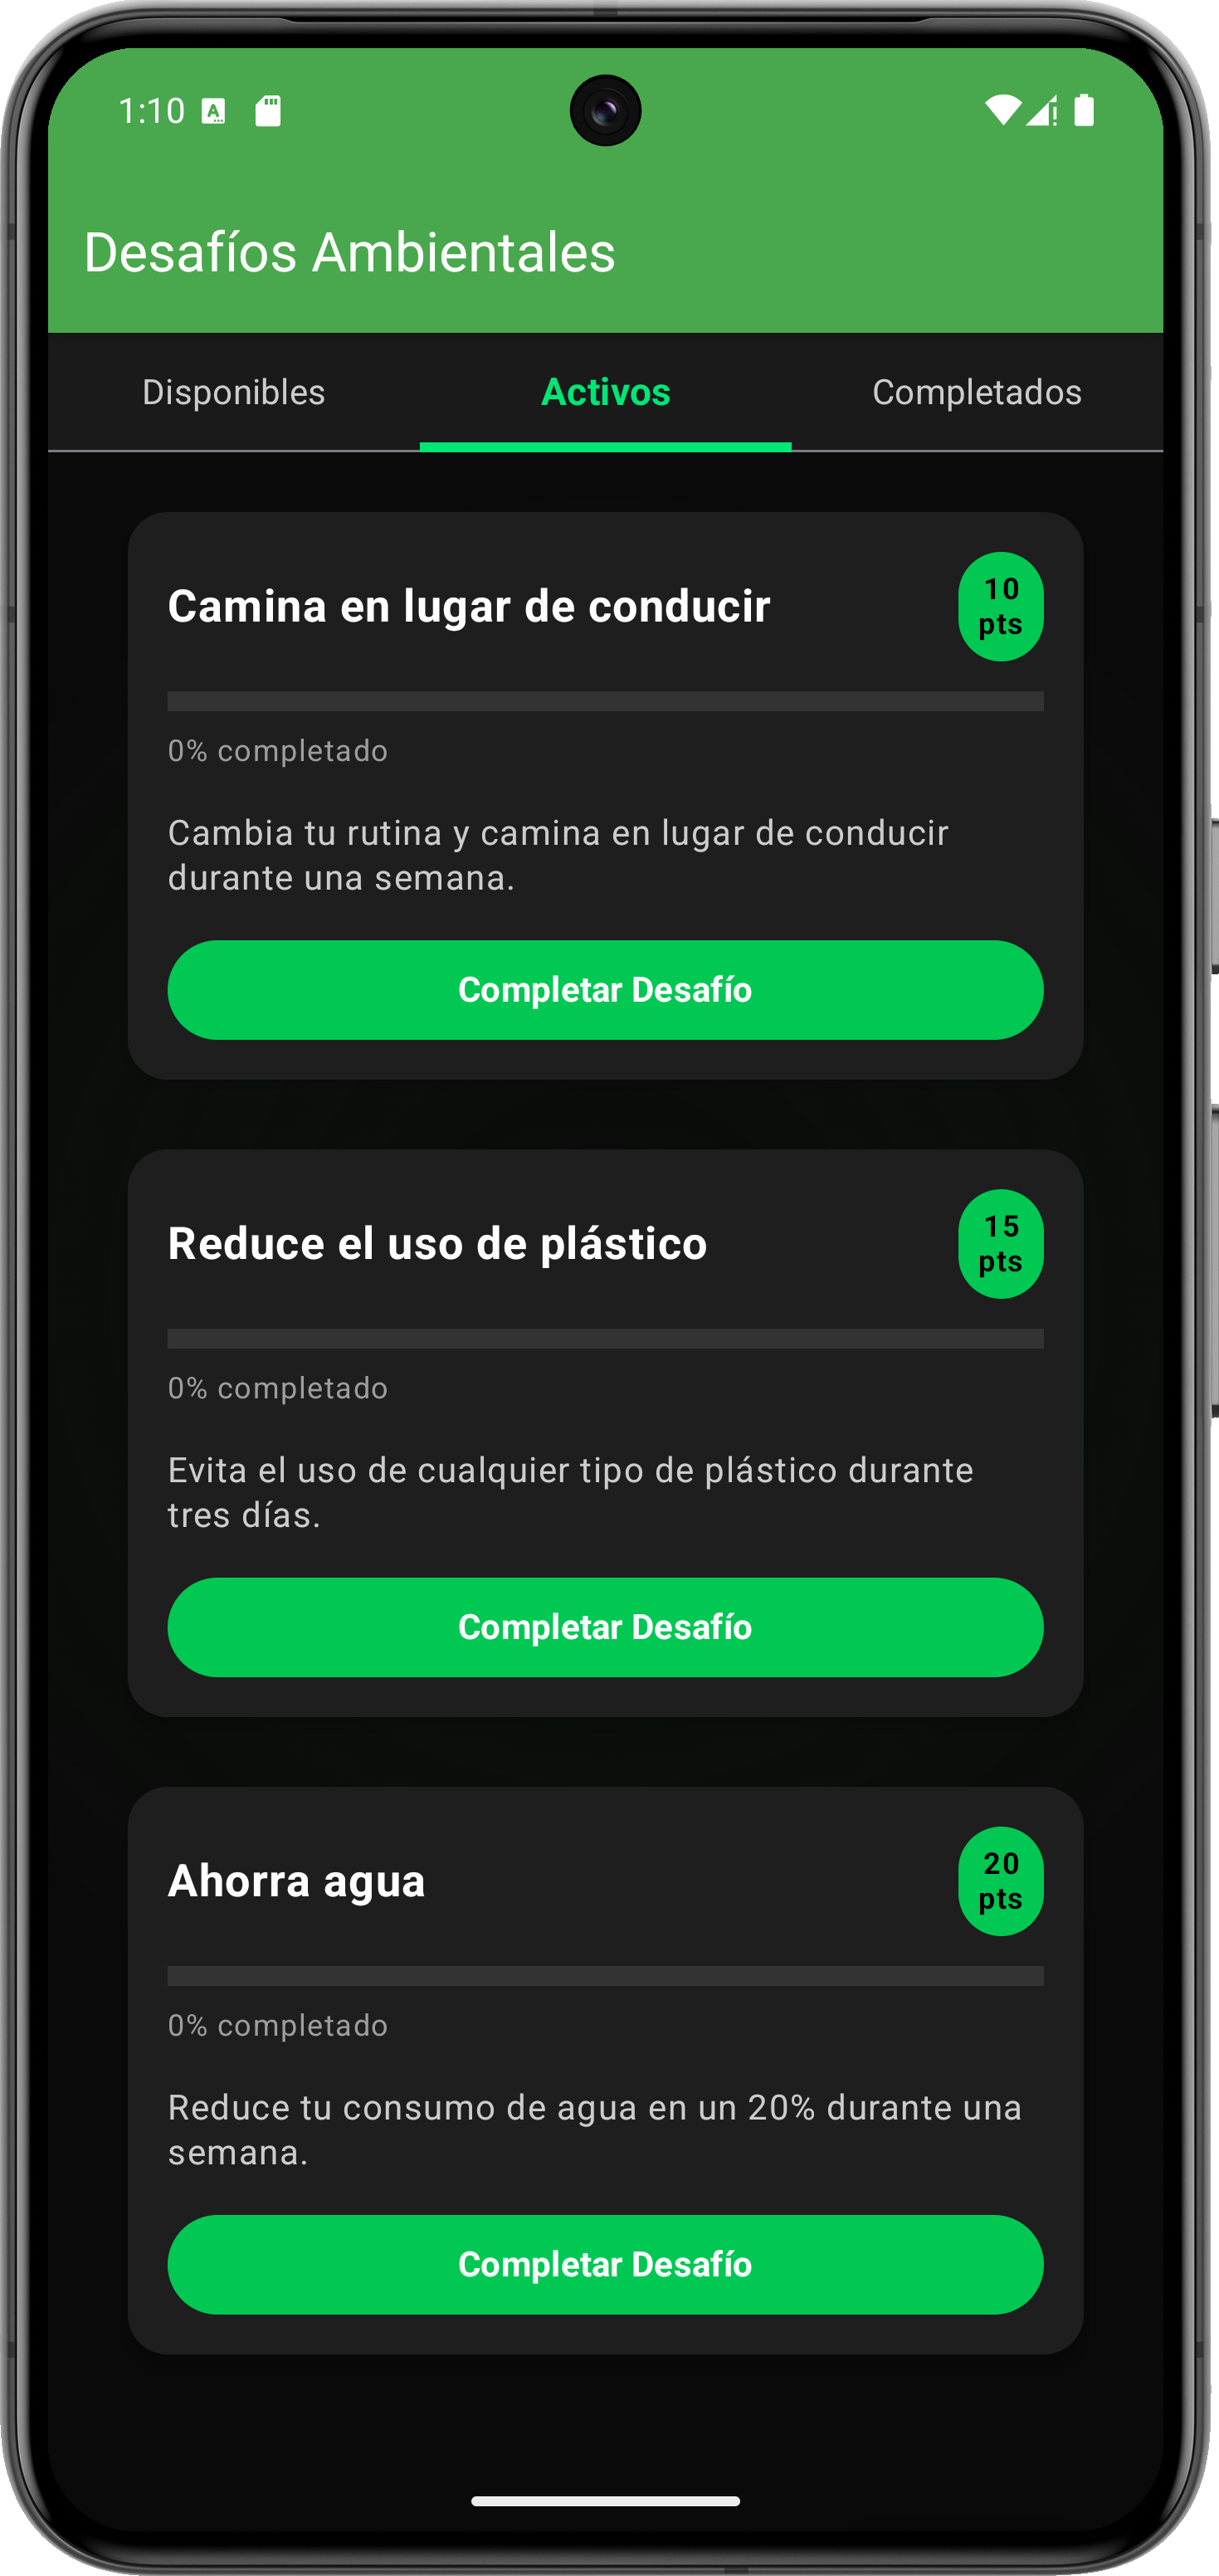 1:10
Desafíos Ambientales
Disponibles
Activos
Completados
Camina en lugar de conducir
10
pts
0% completado
Cambia tu rutina y camina en lugar de conducir
durante una semana.
Completar Desafío
Reduce el uso de plástico
15
pts
0% completado
Evita el uso de cualquier tipo de plástico durante
tres días.
Completar Desafío
Ahorra agua
20
pts
0% completado
Reduce tu consumo de agua en un 20% durante una
semana.
Completar Desafío